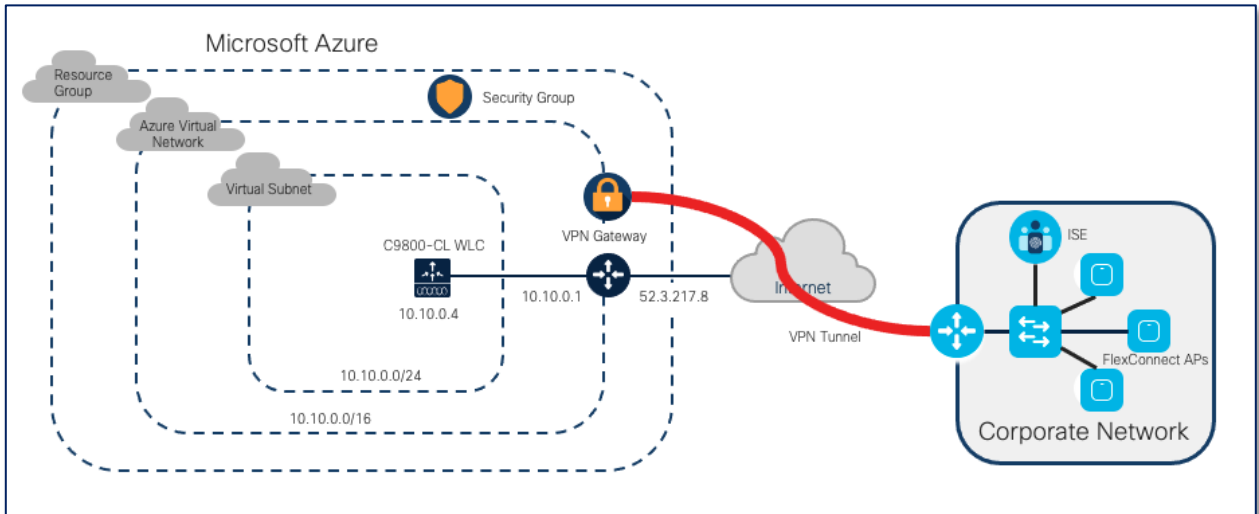 Microsoft Azure
Resource
Group
Security Group
Azure Virtual
Network
Virtual Subnet
VPN Gateway
C9800-CL WLC
10.10.0.4
10.10.0.1
52.3.217.8
Internet
VPN Tunnel
10.10.0.0/24
10.10.0.0/16
ISE
FlexConnect APs
Corporate Network